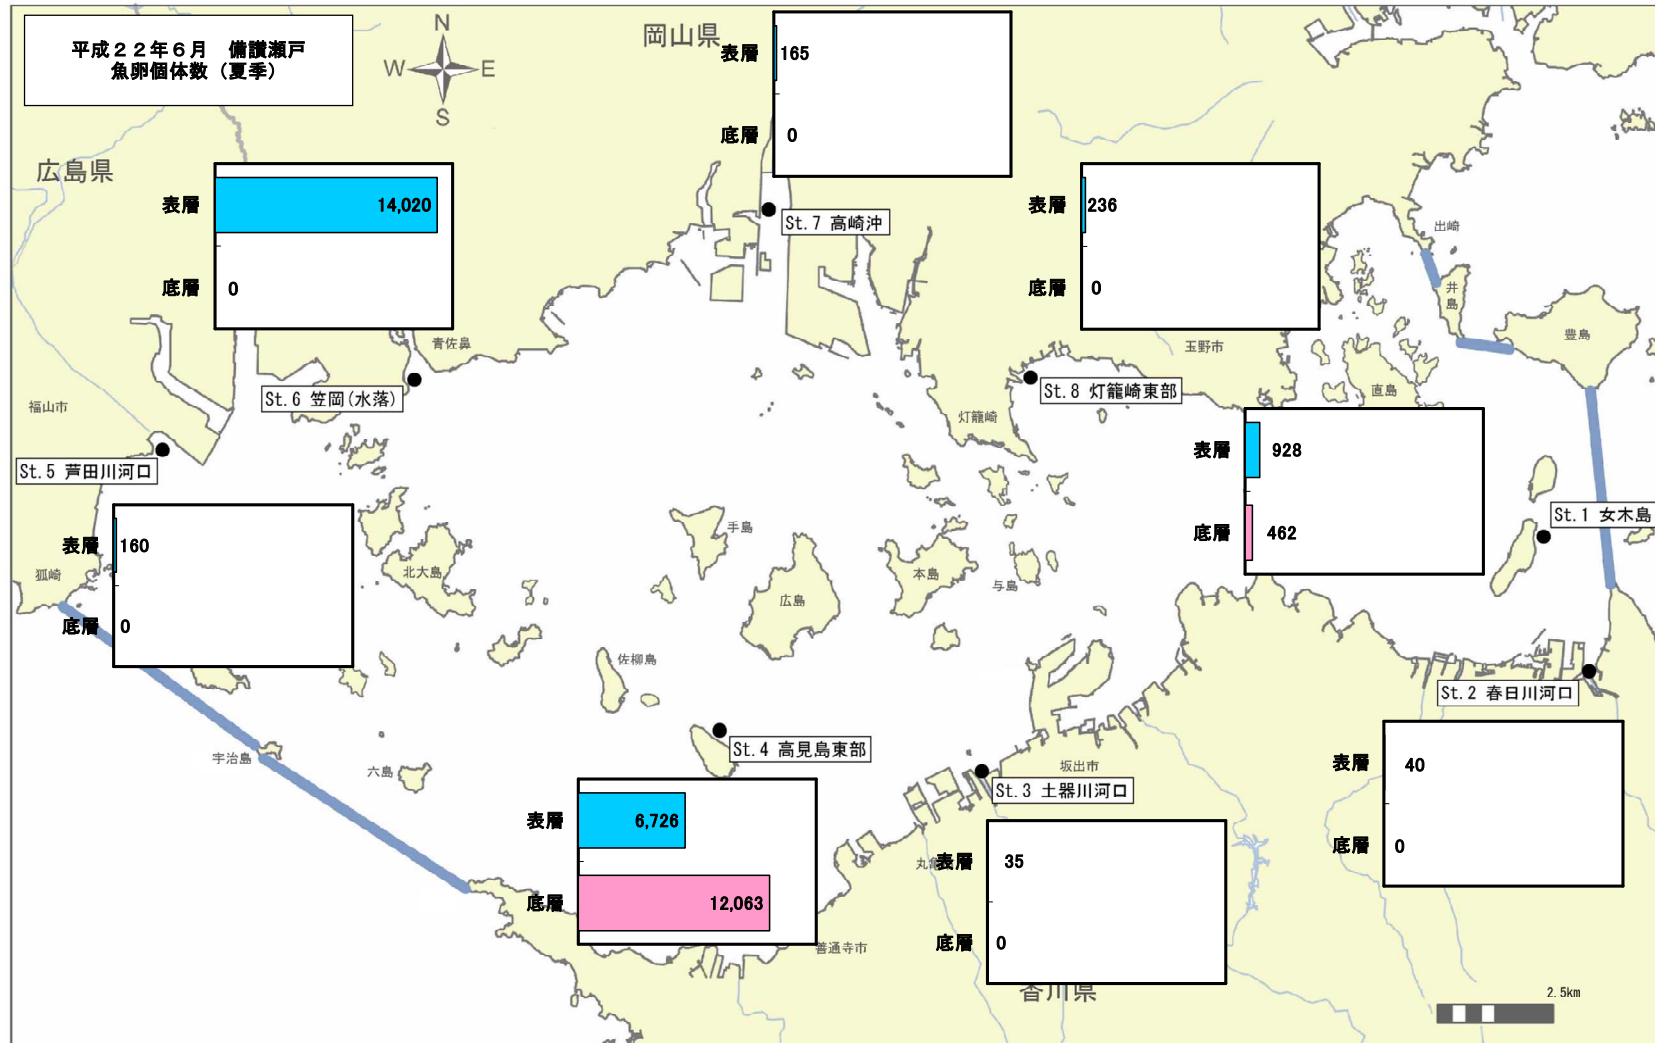 平成２２年６月　備讃瀬戸
魚卵個体数（夏季）
N
W
E
S
岡山県
表層
165
底層
0
広島県
表層
14,020
底層
0
St.7 高崎沖
表層
236
底層
0
出崎
井島
豊島
青佐鼻
玉野市
St.6 笠岡(水落)
St.8 灯籠崎東部
直島
福山市
灯籠崎
St.5 芦田川河口
表層
928
底層
462
St.1 女木島
表層
160
底層
0
狐崎
手島
北大島
本島
与島
広島
佐柳島
St.2 春日川河口
宇治島
六島
St.4 高見島東部
坂出市
St.3 土器川河口
表層
40
底層
0
表層
6,726
底層
12,063
丸亀
表層
35
底層
0
善通寺市
香川県
2.5km